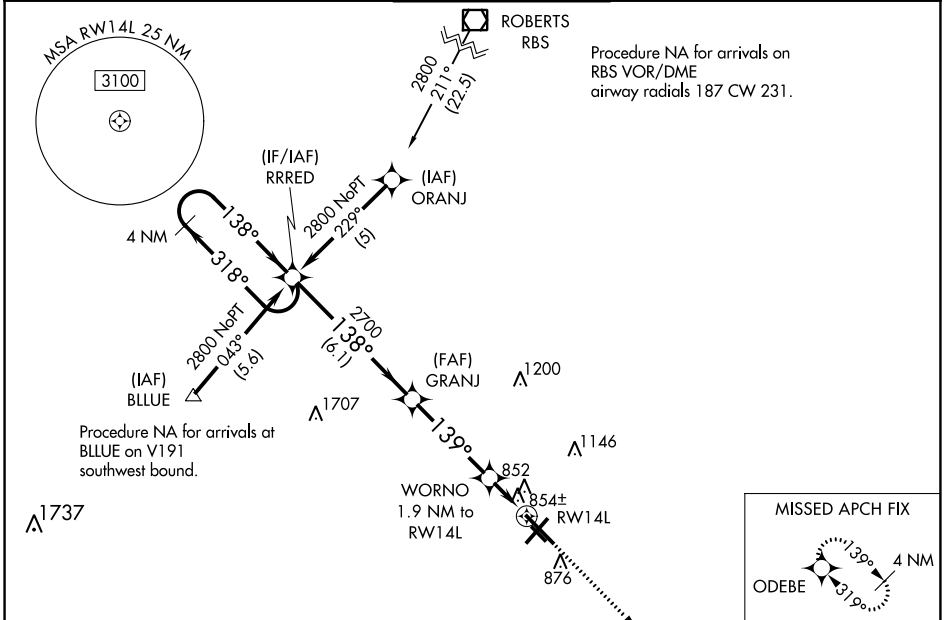 MSA RW14L 25 NM
3100
ROBERTS
RBS
Procedure NA for arrivals on
RBS VOR/DME
airway radials 187 CW 231.
2800
211°
(22.5)
(IF/IAF)
RRRED
(IAF)
ORANJ
2800 NoPT
229°
(5)
4 NM
138°
318°
2800 NoPT
043°
(5.6)
(IAF)
BLLUE
Procedure NA for arrivals at
BLLUE on V191
southwest bound.
2700
138°
(6.1)
(FAF)
GRANJ
1200
1707
139°
1146
WORNO
1.9 NM to
RW14L
852
854±
RW14L
876
1737
MISSED APCH FIX
ODEBE
139°
319°
4 NM